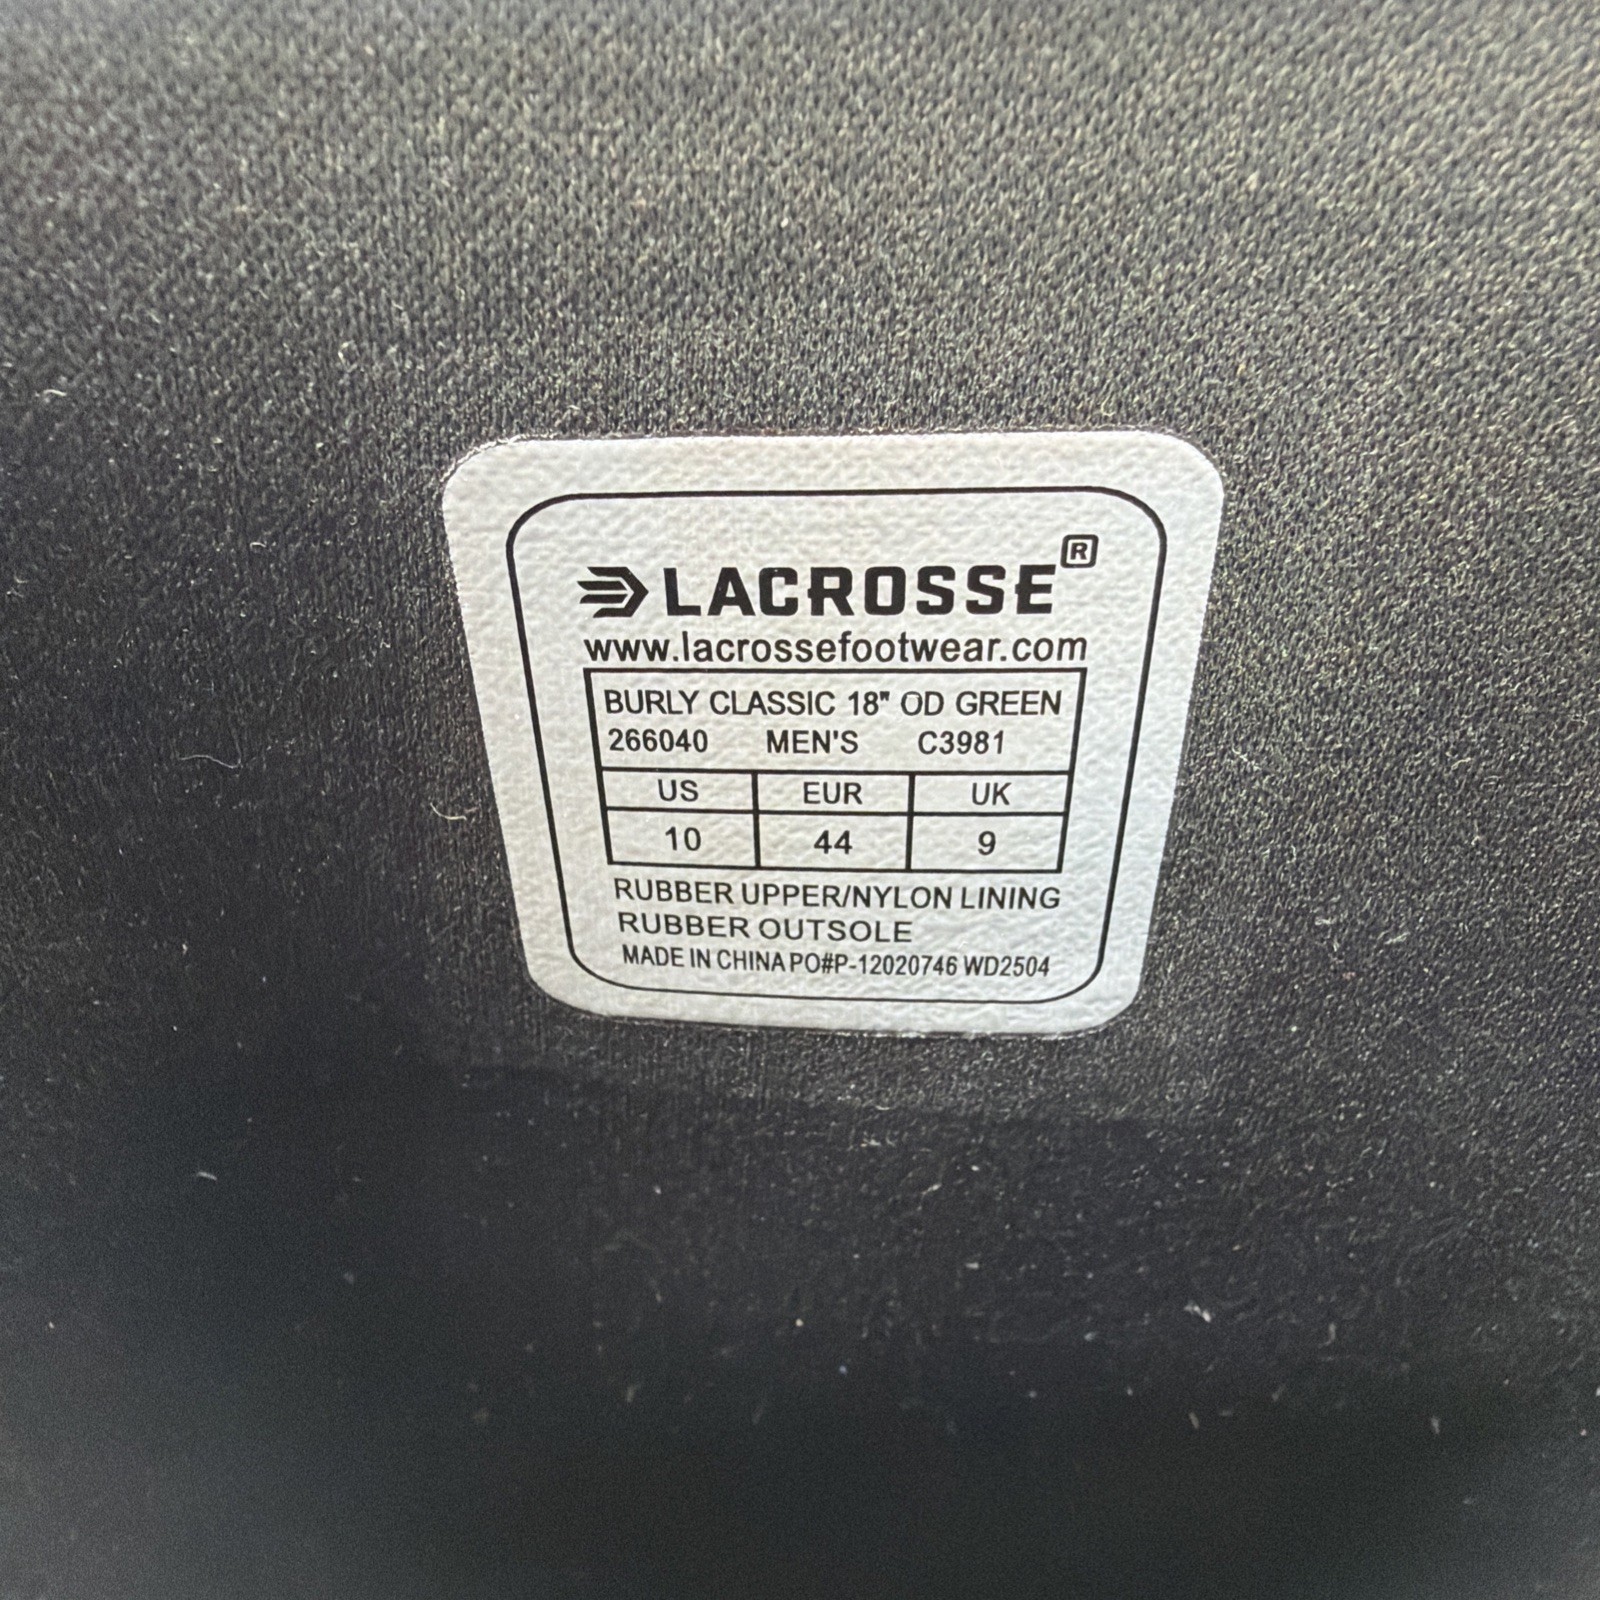 LACROSSE®
www.lacrossefootwear.com
BURLY CLASSIC 18" OD GREEN
266040 MEN'S C3981
US EUR UK
10 44 9
RUBBER UPPER/NYLON LINING
RUBBER OUTSOLE
MADE IN CHINA PO#P-12020746 WD2504